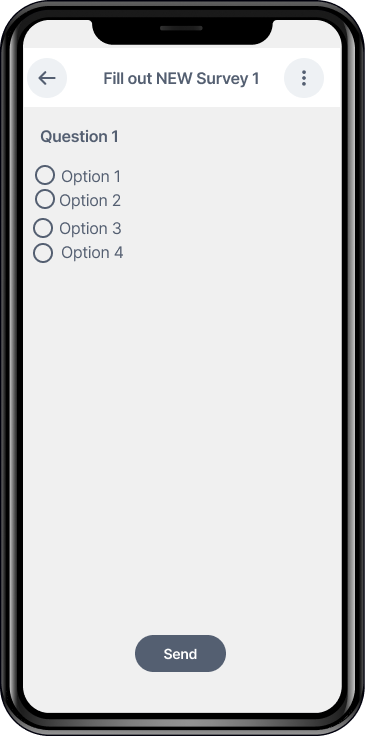 Fill out NEW Survey 1
Question 1
Option 1
Option 2
Option 3
Option 4
Send